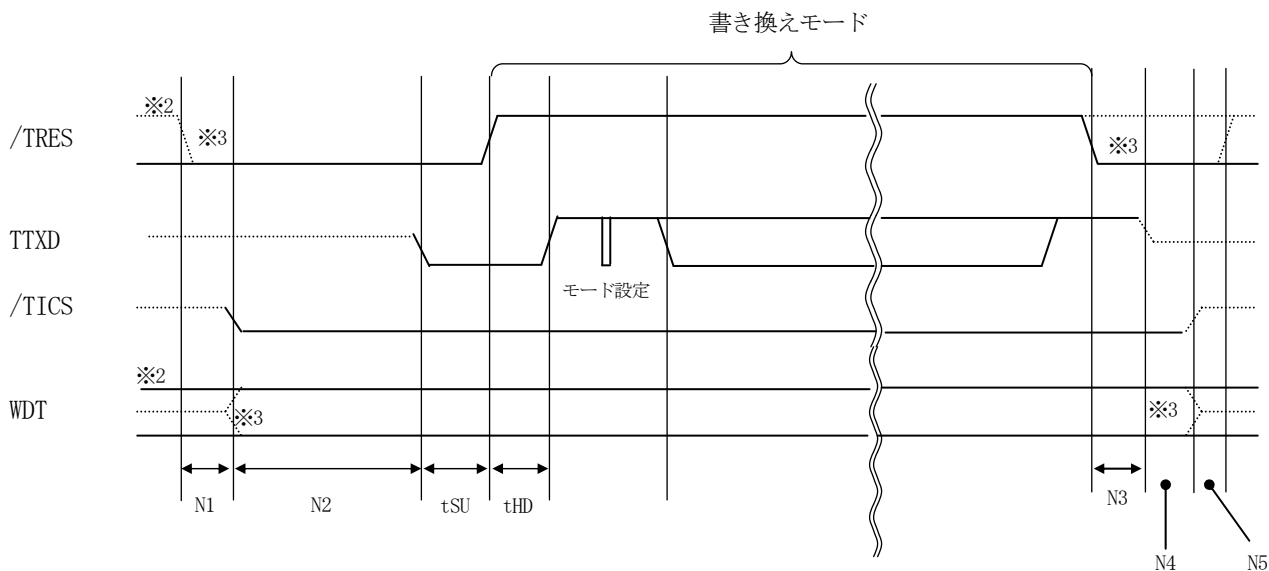 書き換えモード
※2
/TRES
※3
※3
TTXD
モード設定
/TICS
※2
WDT
※3
※3
N1
N2
tSU
tHD
N3
N4
N5